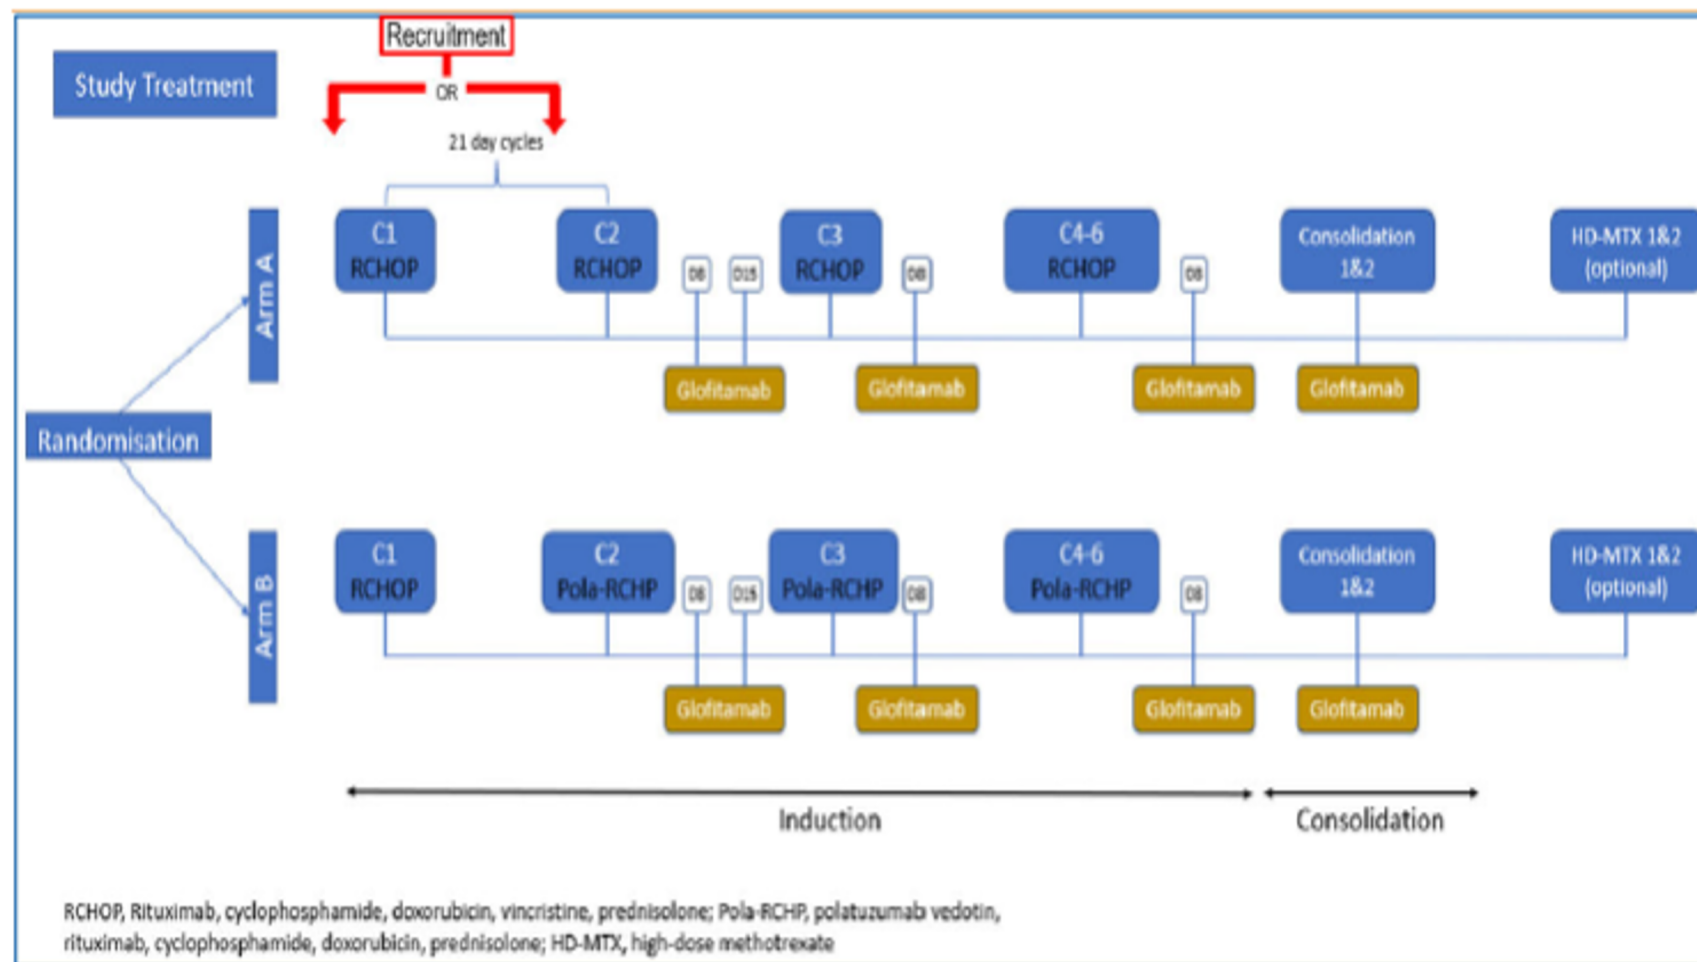 Recruitment
Study Treatment
OR
21 day cycles
Arm A
C1
RCHOP
C2
RCHOP
D8
D15
C3
RCHOP
D8
C4-6
RCHOP
D8
Consolidation
1&2
HD-MTX 1&2
(optional)
Glofitamab
Glofitamab
Glofitamab
Glofitamab
Randomisation
Arm B
C1
RCHOP
C2
Pola-RCHP
D8
D15
C3
Pola-RCHP
D8
C4-6
Pola-RCHP
D8
Consolidation
1&2
HD-MTX 1&2
(optional)
Glofitamab
Glofitamab
Glofitamab
Glofitamab
Induction
Consolidation
RCHOP, Rituximab, cyclophosphamide, doxorubicin, vincristine, prednisolone; Pola-RCHP, polatuzumab vedotin,
rituximab, cyclophosphamide, doxorubicin, prednisolone; HD-MTX, high-dose methotrexate